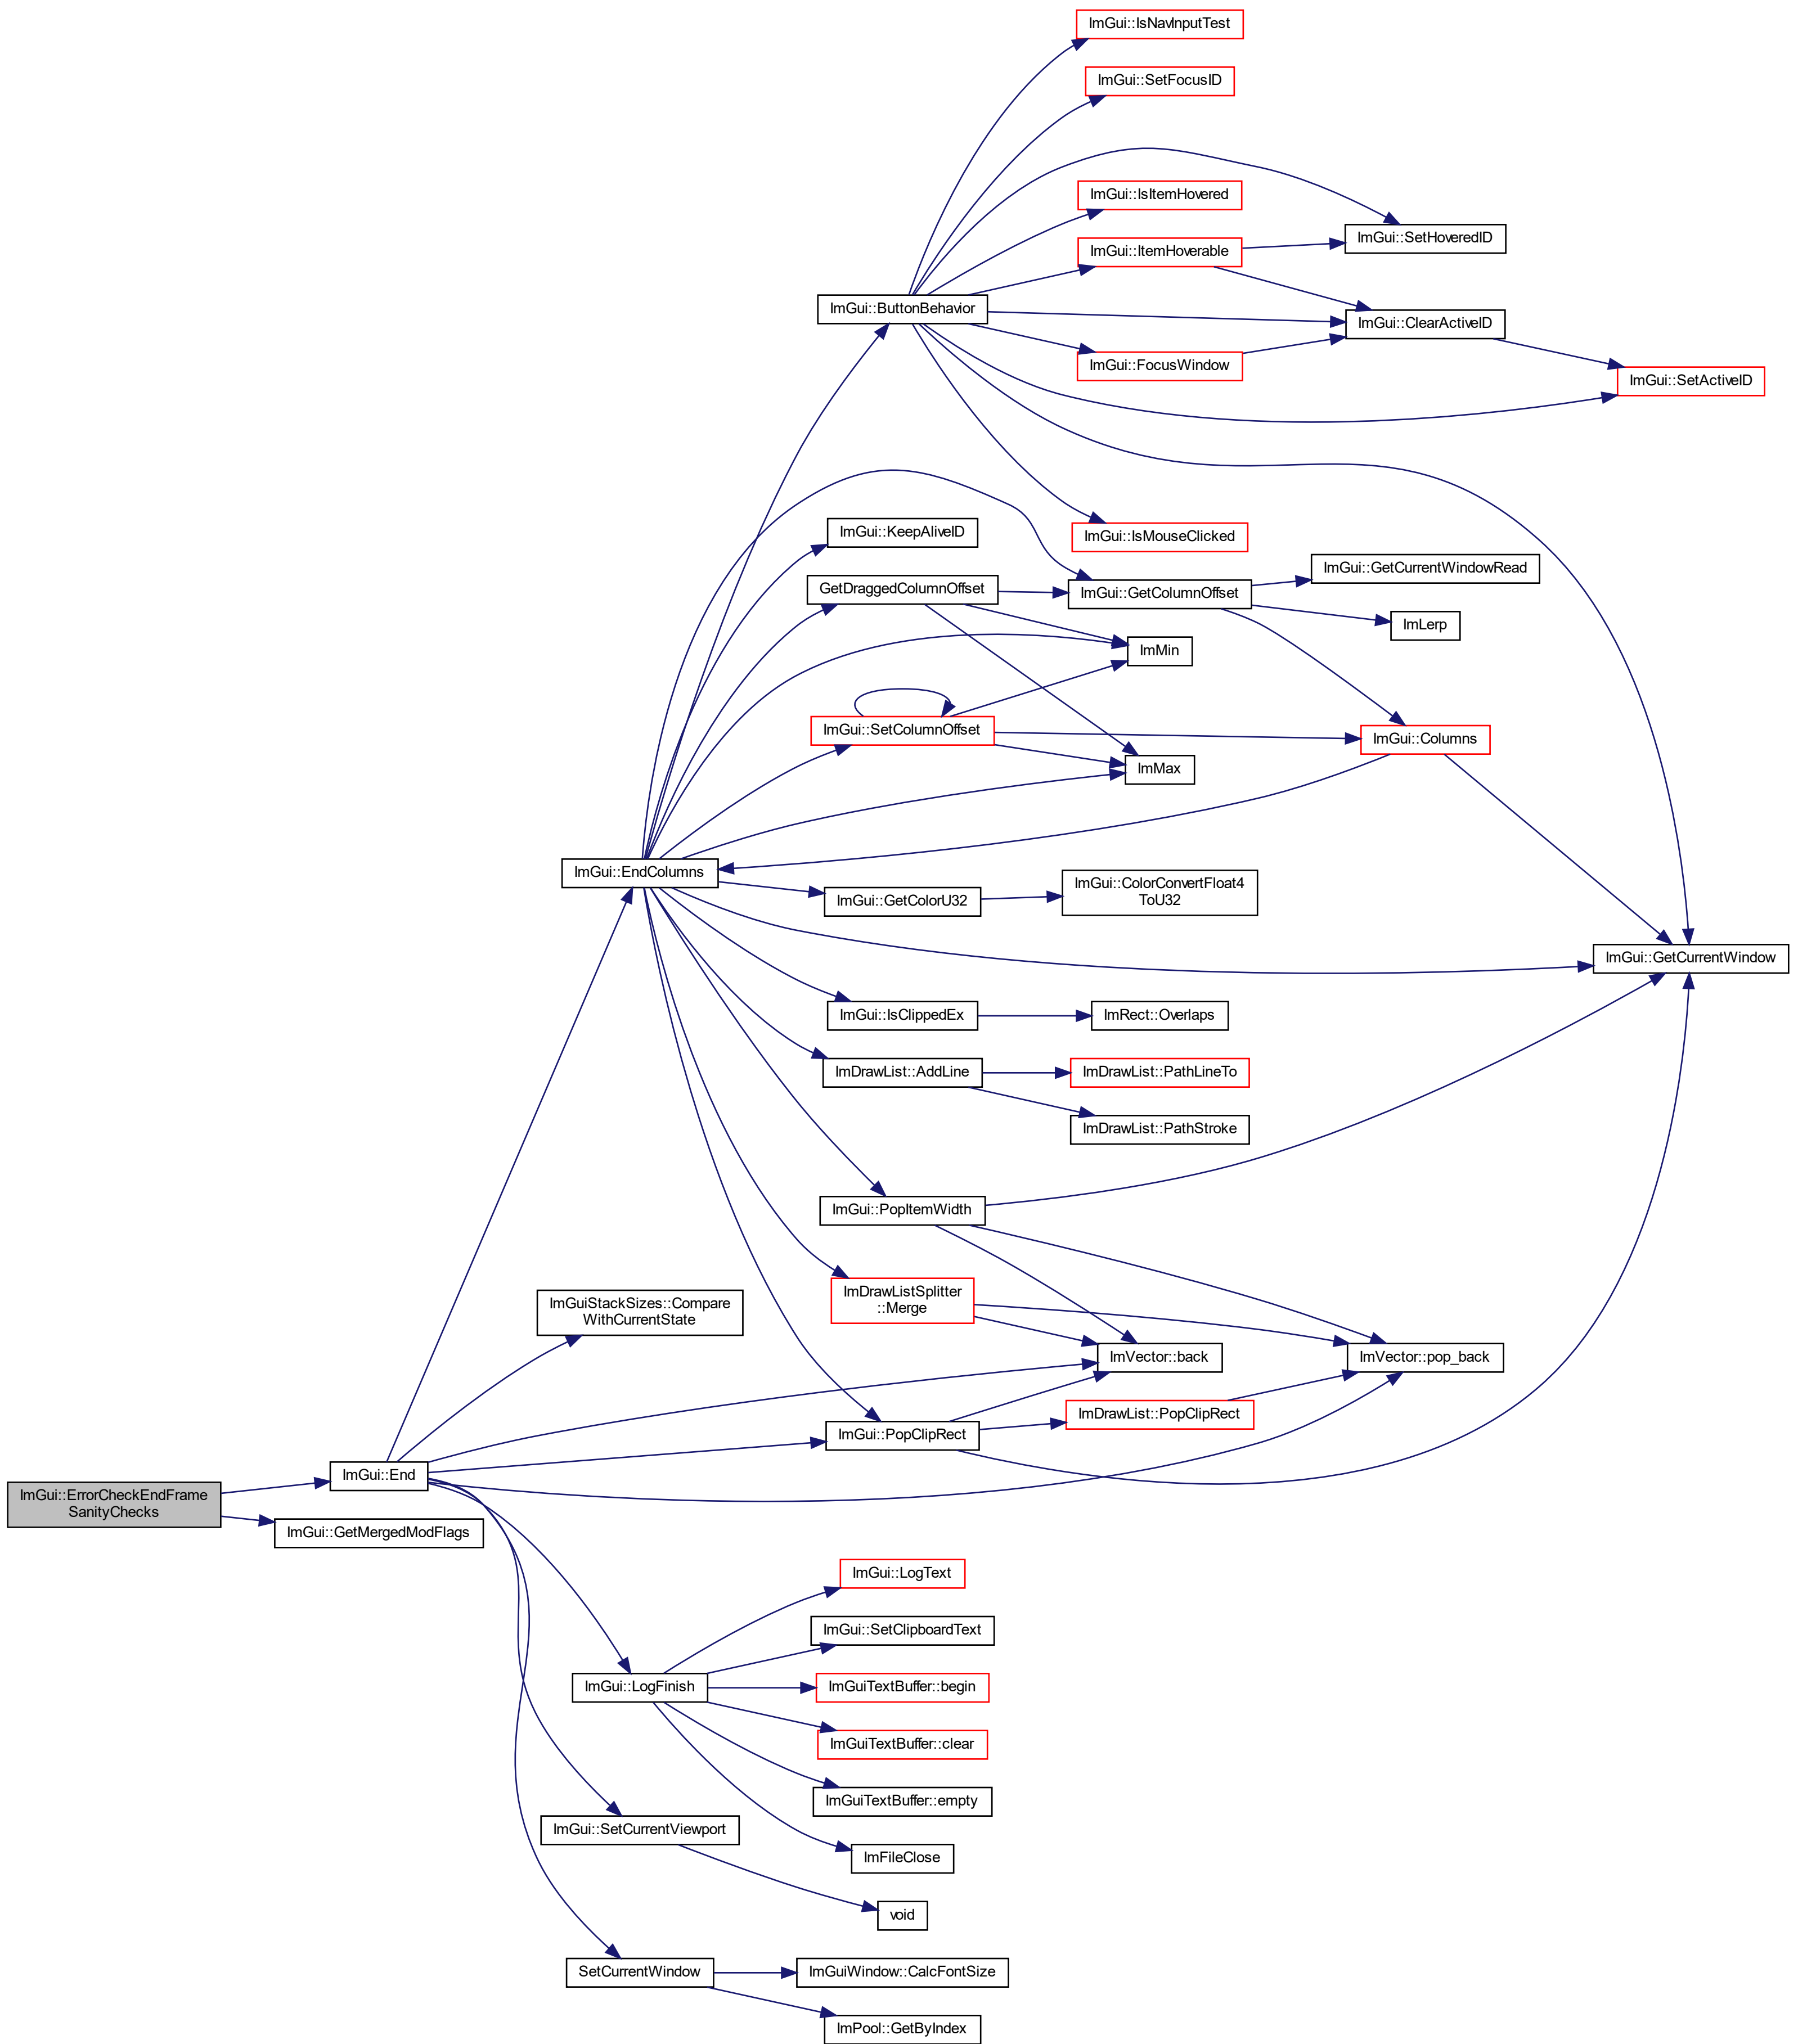 ImGui::IsNavInputTest
ImGui::SetFocusID
ImGui::IsItemHovered
ImGui::SetHoveredID
ImGui::ItemHoverable
ImGui::ButtonBehavior
ImGui::ClearActiveID
ImGui::FocusWindow
ImGui::SetActiveID
ImGui::KeepAliveID
ImGui::IsMouseClicked
ImGui::GetCurrentWindowRead
GetDraggedColumnOffset
ImGui::GetColumnOffset
ImLerp
ImMin
ImGui::SetColumnOffset
ImGui::Columns
ImMax
ImGui::EndColumns
ImGui::GetColorU32
ImGui::ColorConvertFloat4
ToU32
ImGui::GetCurrentWindow
ImGui::IsClippedEx
ImRect::Overlaps
ImDrawList::AddLine
ImDrawList::PathLineTo
ImDrawList::PathStroke
ImGui::PopItemWidth
ImDrawListSplitter
::Merge
ImGuiStackSizes::Compare
WithCurrentState
ImVector::back
ImVector::pop_back
ImDrawList::PopClipRect
ImGui::PopClipRect
ImGui::End
ImGui::ErrorCheckEndFrame
SanityChecks
ImGui::GetMergedModFlags
ImGui::LogText
ImGui::SetClipboardText
ImGui::LogFinish
ImGuiTextBuffer::begin
ImGuiTextBuffer::clear
ImGuiTextBuffer::empty
ImGui::SetCurrentViewport
ImFileClose
void
SetCurrentWindow
ImGuiWindow::CalcFontSize
ImPool::GetByIndex